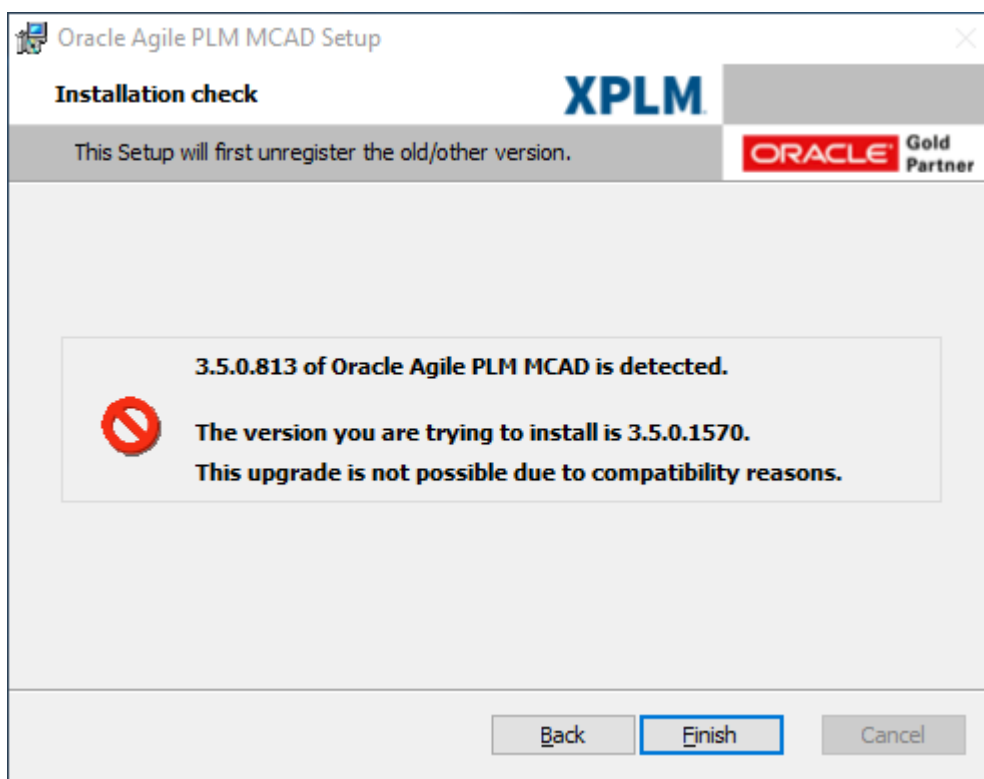 Oracle Agile PLM MCAD Setup
Installation check
XPLM
This Setup will first unregister the old/other version.
ORACLE Gold Partner
3.5.0.813 of Oracle Agile PLM MCAD is detected.
The version you are trying to install is 3.5.0.1570.
This upgrade is not possible due to compatibility reasons.
Back
Finish
Cancel